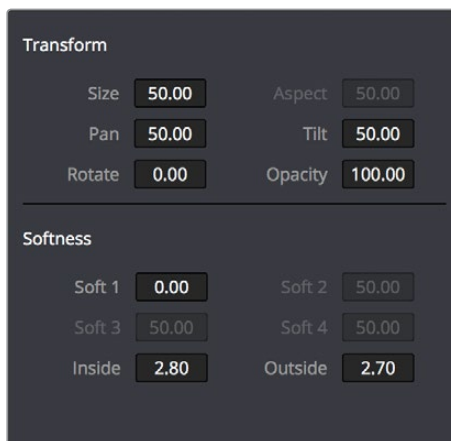 Transform
Size 50.00 Aspect 50.00
Pan 50.00 Tilt 50.00
Rotate 0.00 Opacity 100.00
Softness
Soft 1 0.00 Soft 2 50.00
Soft 3 50.00 Soft 4 50.00
Inside 2.80 Outside 2.70